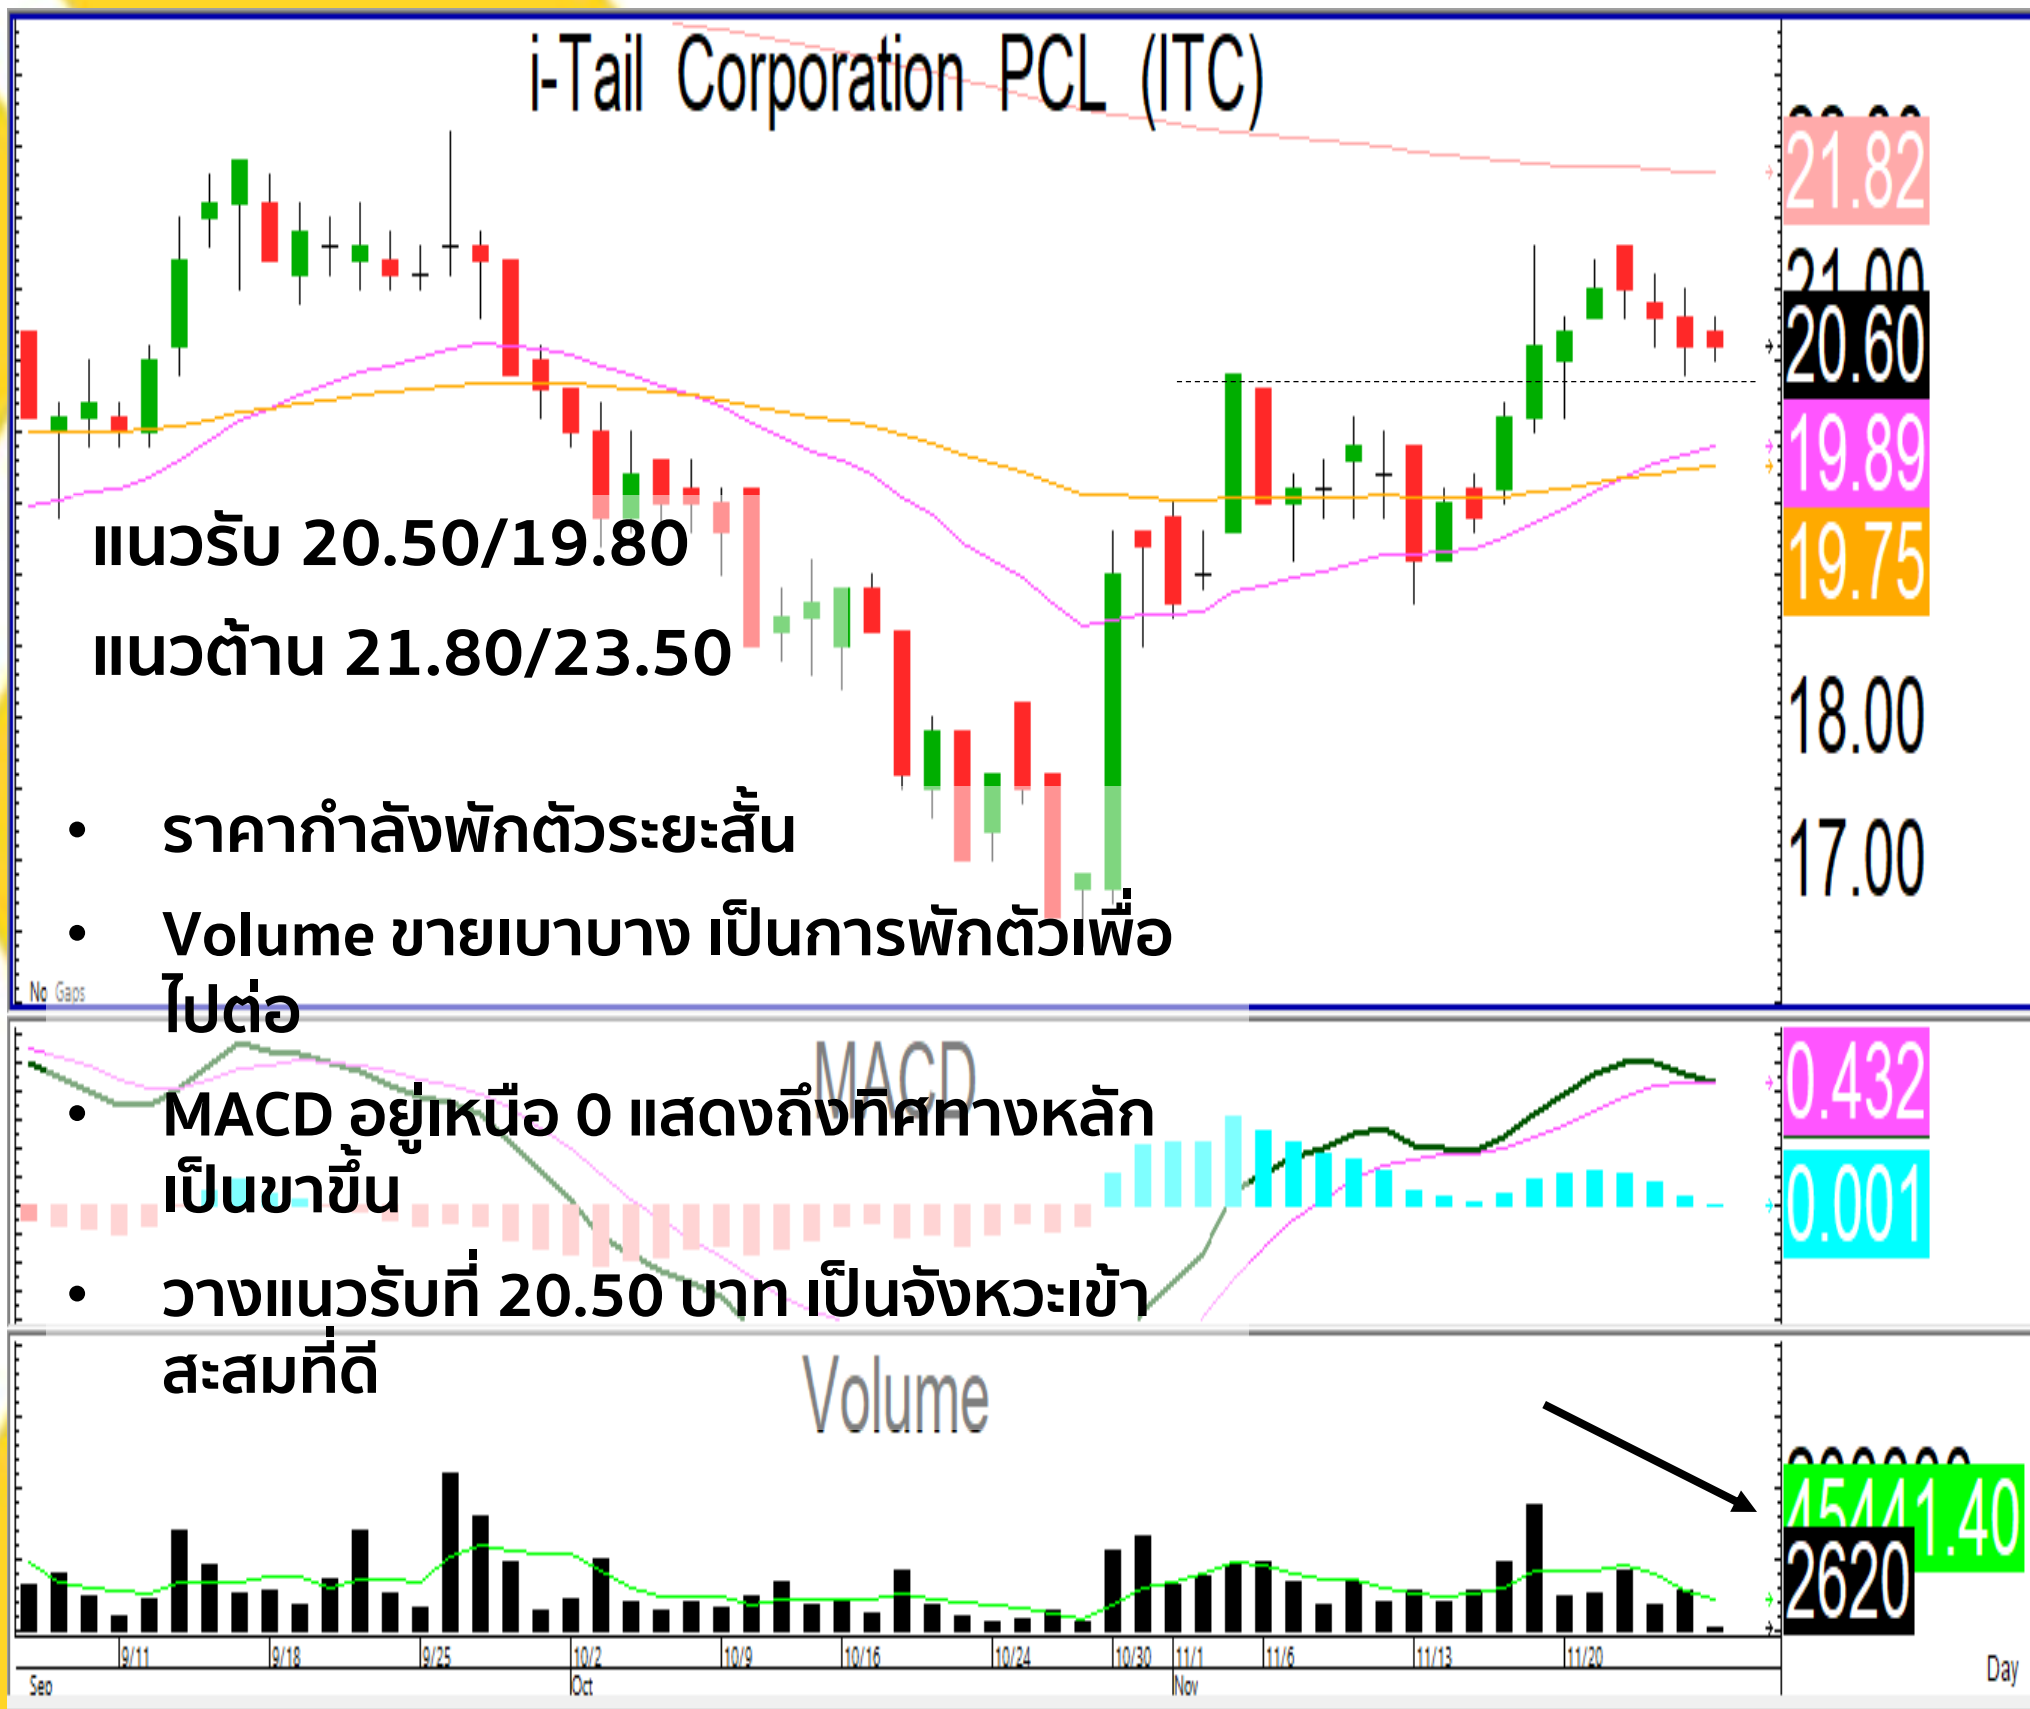 i-Tail Corporation PCL (ITC)
21.82
21.00
20.60
19.89
19.75
18.00
17.00
แนวรับ 20.50/19.80
แนวต้าน 21.80/23.50
• ราคากำลังพักตัวระยะสั้น
• Volume ขายเบาบาง เป็นการพักตัวเพื่อ
ไปต่อ
No Gaps
MACD
0.432
0.001
• MACD อยู่เหนือ 0 แสดงถึงทิศทางหลัก
เป็นขาขึ้น
• วางแนวรับที่ 20.50 บาท เป็นจังหวะเข้า
สะสมที่ดี
Volume
45441.40
2620
9/11 9/18 9/25 10/2 10/9 10/16 10/24 10/30 11/1 11/6 11/13 11/20
Sep Oct Nov
Day